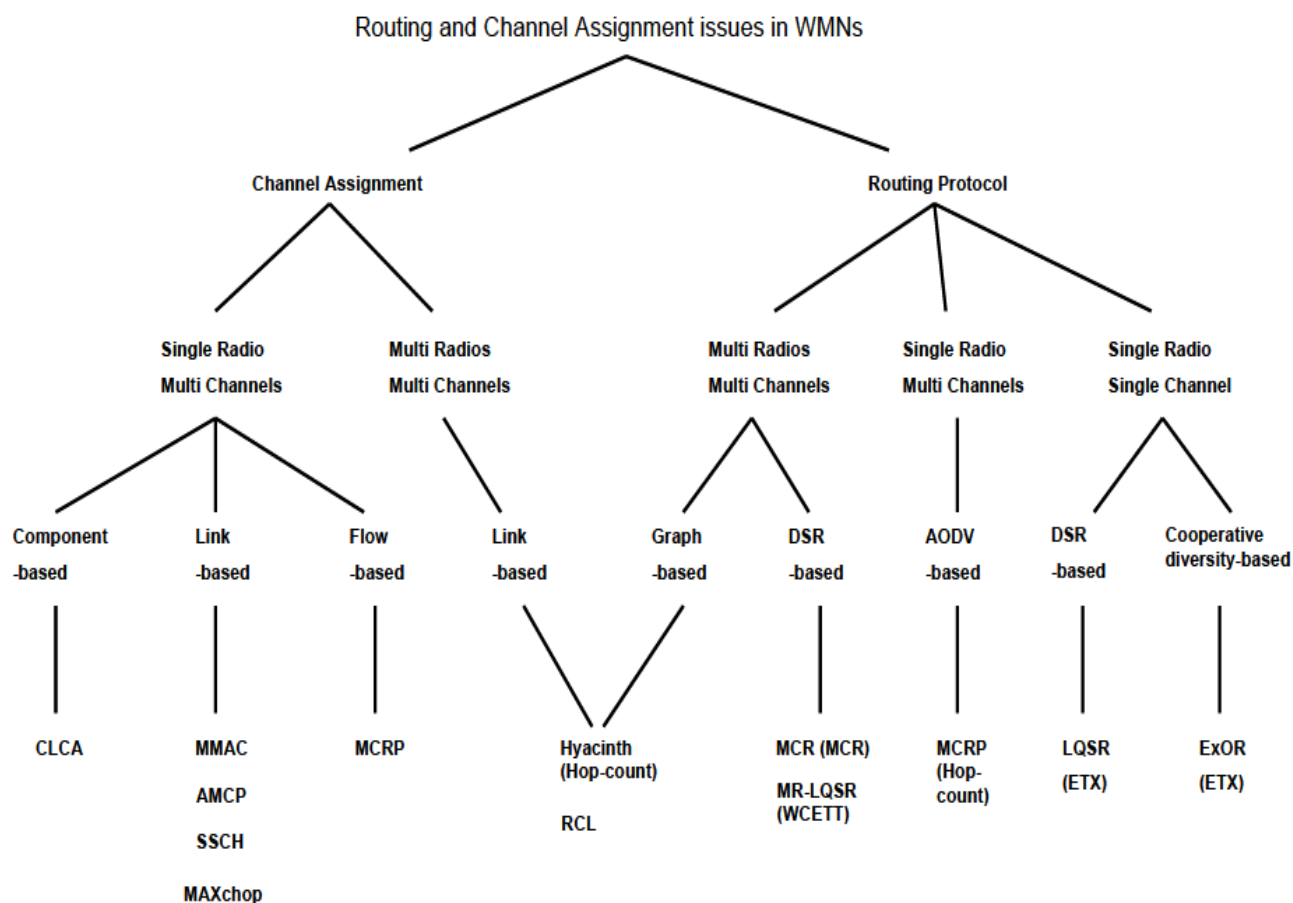 Routing and Channel Assignment issues in WMNs
Channel Assignment
Routing Protocol
Single Radio
Multi Channels
Multi Radios
Multi Channels
Multi Radios
Multi Channels
Single Radio
Multi Channels
Single Radio
Single Channel
Component
-based
Link
-based
Flow
-based
Link
-based
Graph
-based
DSR
-based
AODV
-based
DSR
-based
Cooperative
diversity-based
CLCA
MMAC
AMCP
SSCH
MAXchop
MCRP
Hyacinth
(Hop-count)
RCL
MCR (MCR)
MR-LQSR
(WCETT)
MCRP
(Hop-
count)
LQSR
(ETX)
ExOR
(ETX)